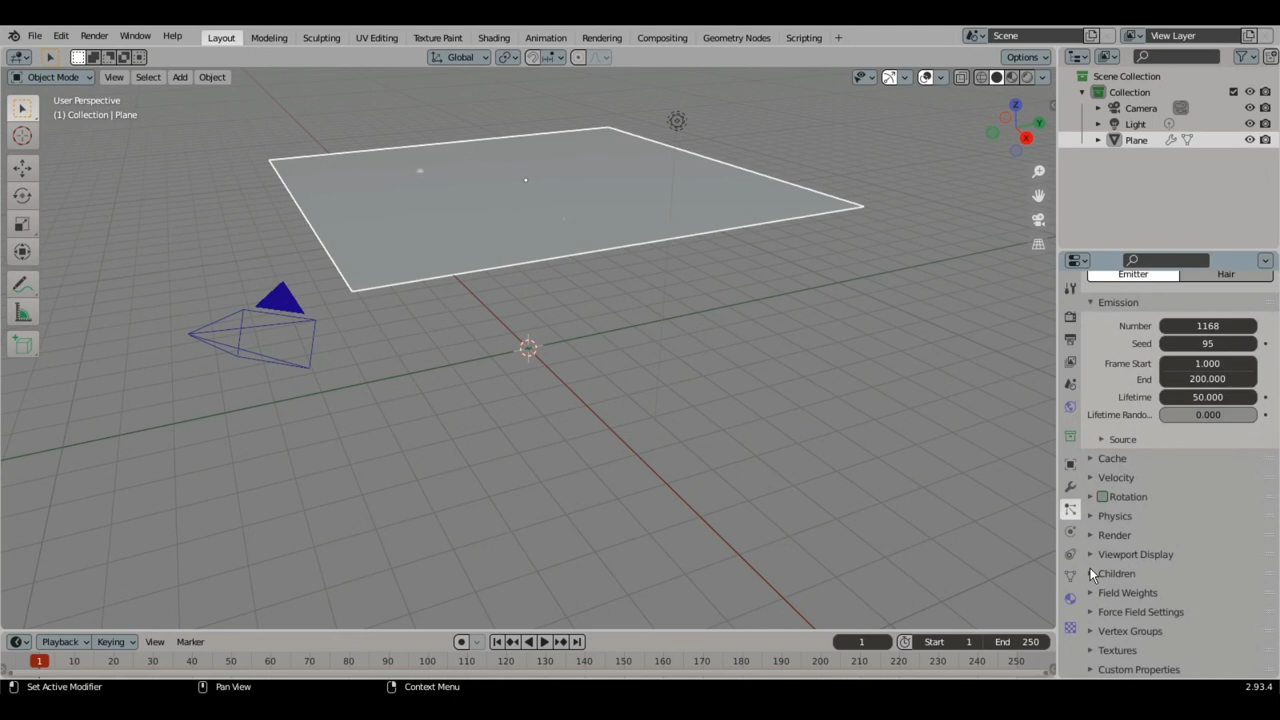 File Edit Render Window Help
Layout Modeling Sculpting UV Editing Texture Paint Shading Animation Rendering Compositing Geometry Nodes Scripting +
Scene
View Layer
Global
Options
Object Mode View Select Add Object
User Perspective
(1) Collection | Plane
Z
Y
X
Scene Collection
Collection
Camera
Light
Plane
Emitter Hair
Emission
Number 1168
Seed 95
Frame Start 1.000
End 200.000
Lifetime 50.000
Lifetime Rando... 0.000
Source
Cache
Velocity
Rotation
Physics
Render
Viewport Display
Children
Field Weights
Force Field Settings
Vertex Groups
Textures
Custom Properties
Playback Keying View Marker
1
Start 1 End 250
1 10 20 30 40 50 60 70 80 90 100 110 120 130 140 150 160 170 180 190 200 210 220 230 240 250
Set Active Modifier Pan View Context Menu 2.93.4